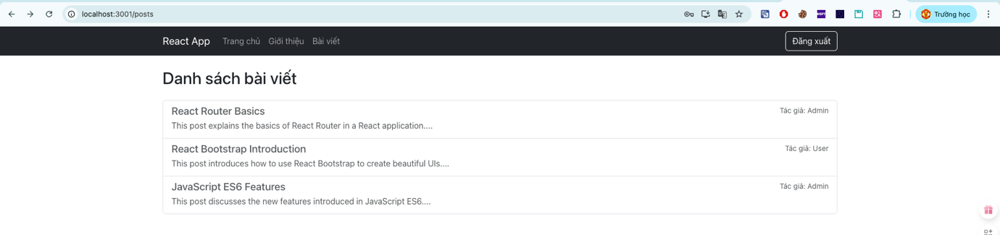 localhost:3001/posts
Trường học
React App Trang chủ Giới thiệu Bài viết Đăng xuất
Danh sách bài viết
React Router Basics Tác giả: Admin
This post explains the basics of React Router in a React application....
React Bootstrap Introduction Tác giả: User
This post introduces how to use React Bootstrap to create beautiful UIs....
JavaScript ES6 Features Tác giả: Admin
This post discusses the new features introduced in JavaScript ES6....